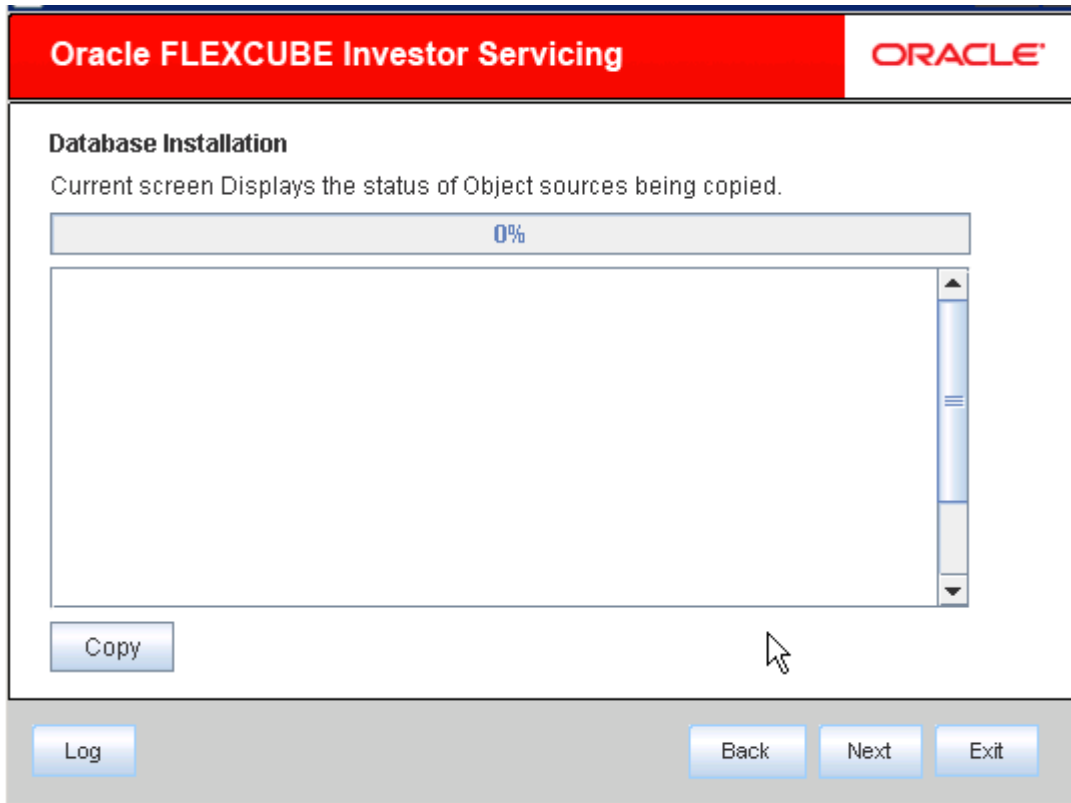 Oracle FLEXCUBE Investor Servicing
ORACLE
Database Installation
Current screen Displays the status of Object sources being copied.
0%
Copy
Log
Back
Next
Exit